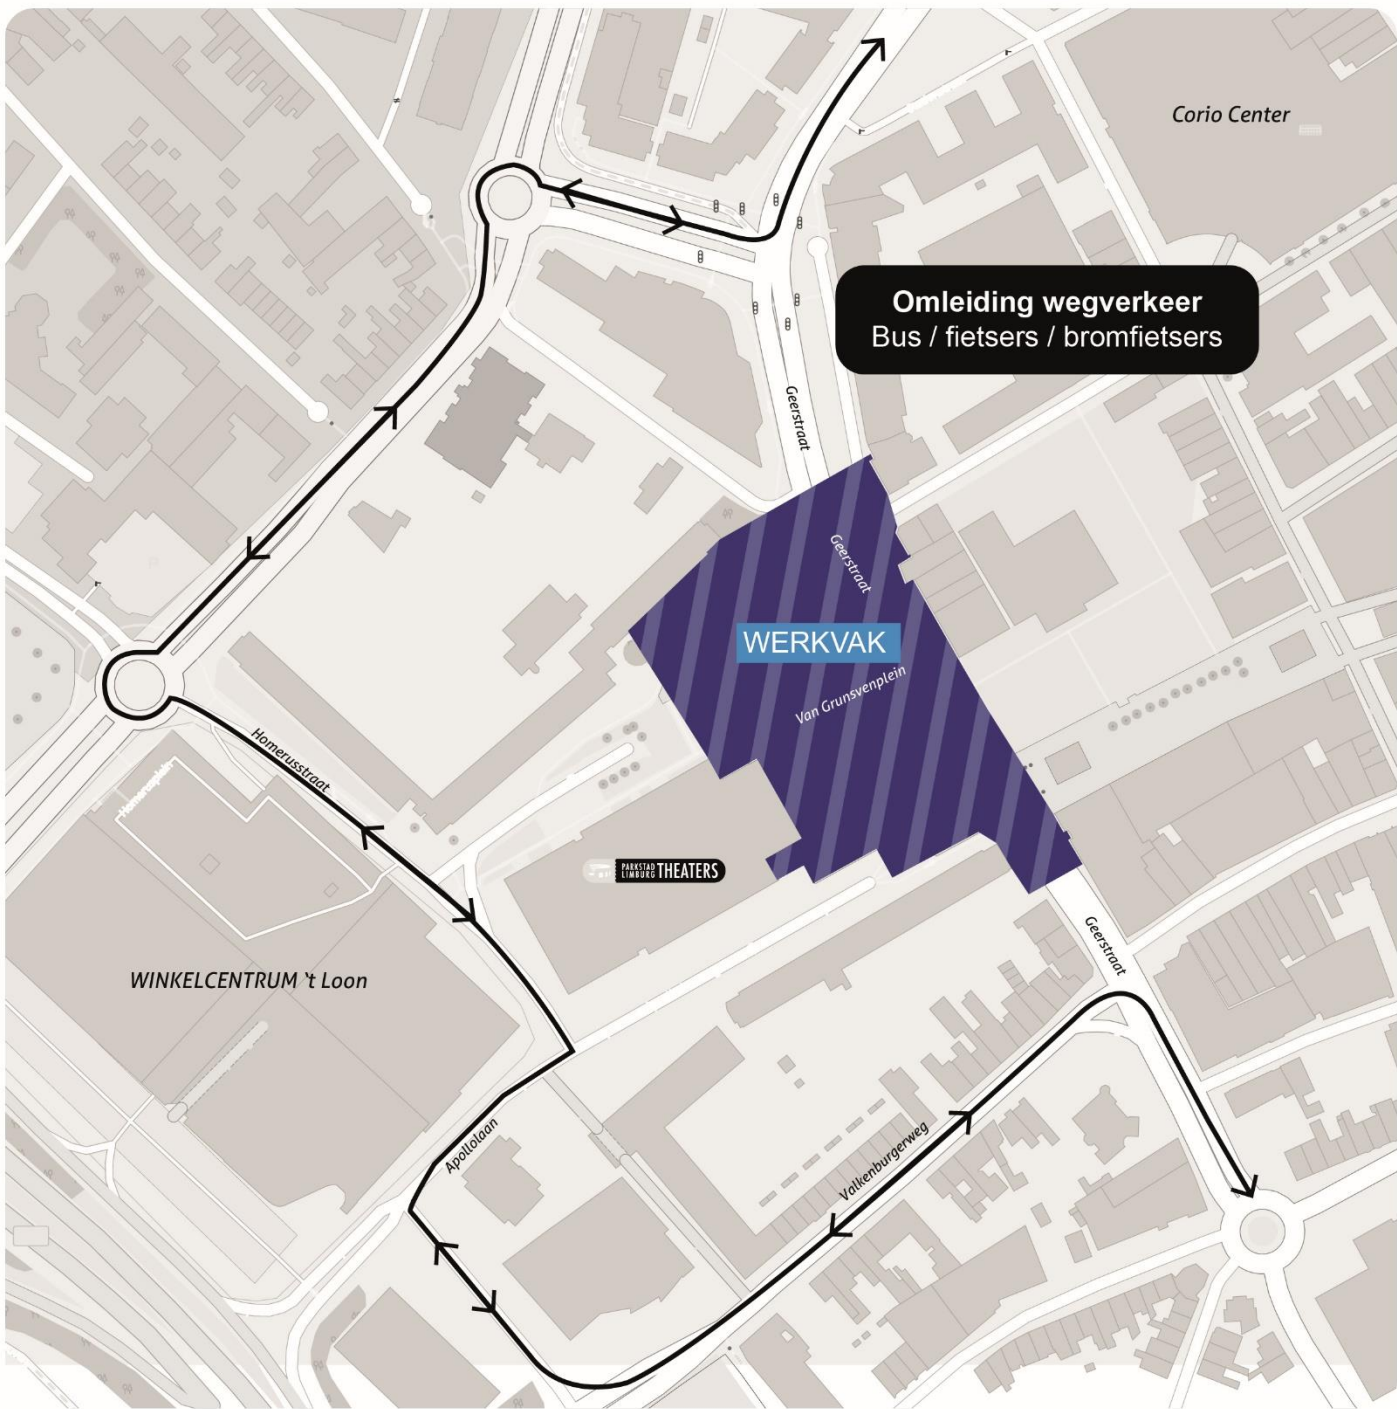 Corio Center
Omleiding wegverkeer
Bus / fietsers / bromfietsers
Geerstraat
Geerstraat
WERKVAK
Van Grunsvenplein
Homerusstraat
Homerusplein
PARKSTAD
LIMBURG THEATERS
Geerstraat
WINKELCENTRUM ‘t Loon
Apollolaan
Valkenburgerweg